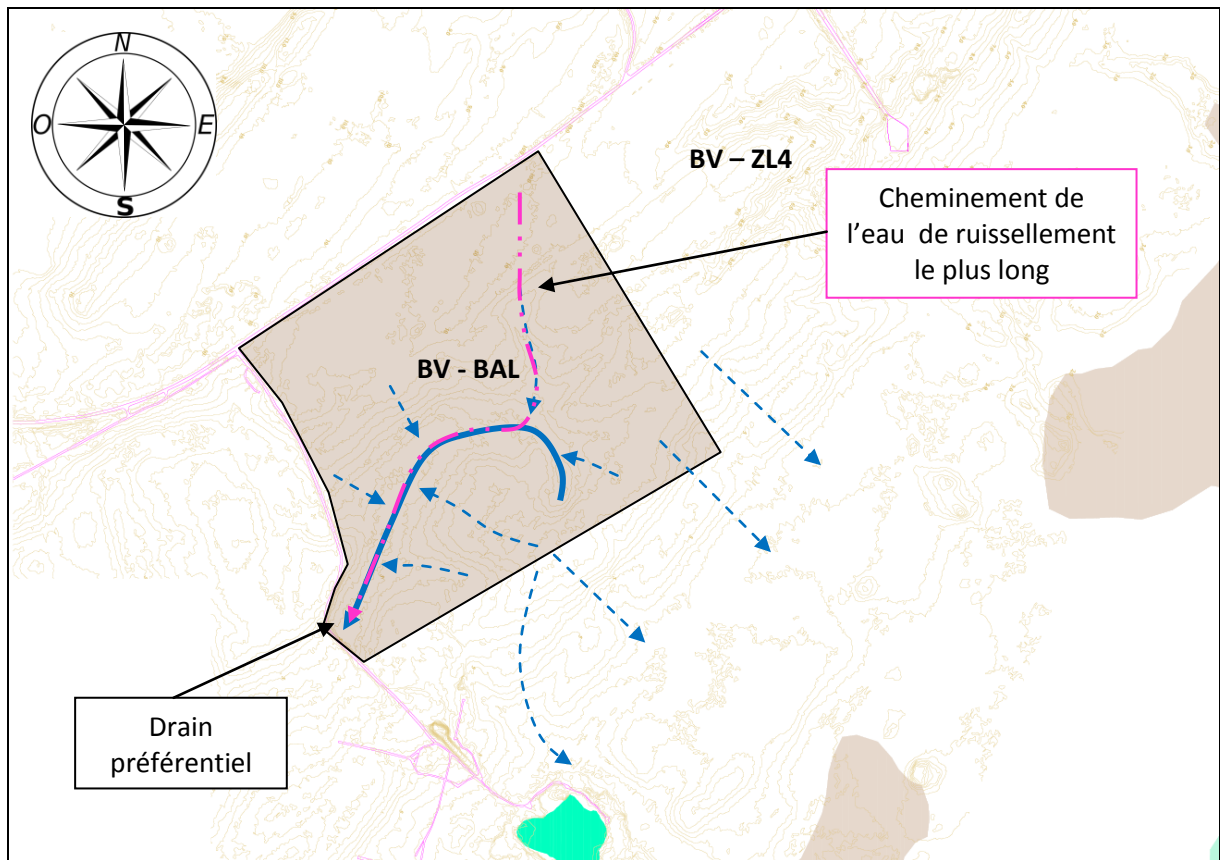 N
O
E
S
BV – ZL4
Cheminement de
l’eau de ruissellement
le plus long
BV - BAL
Drain
préférentiel